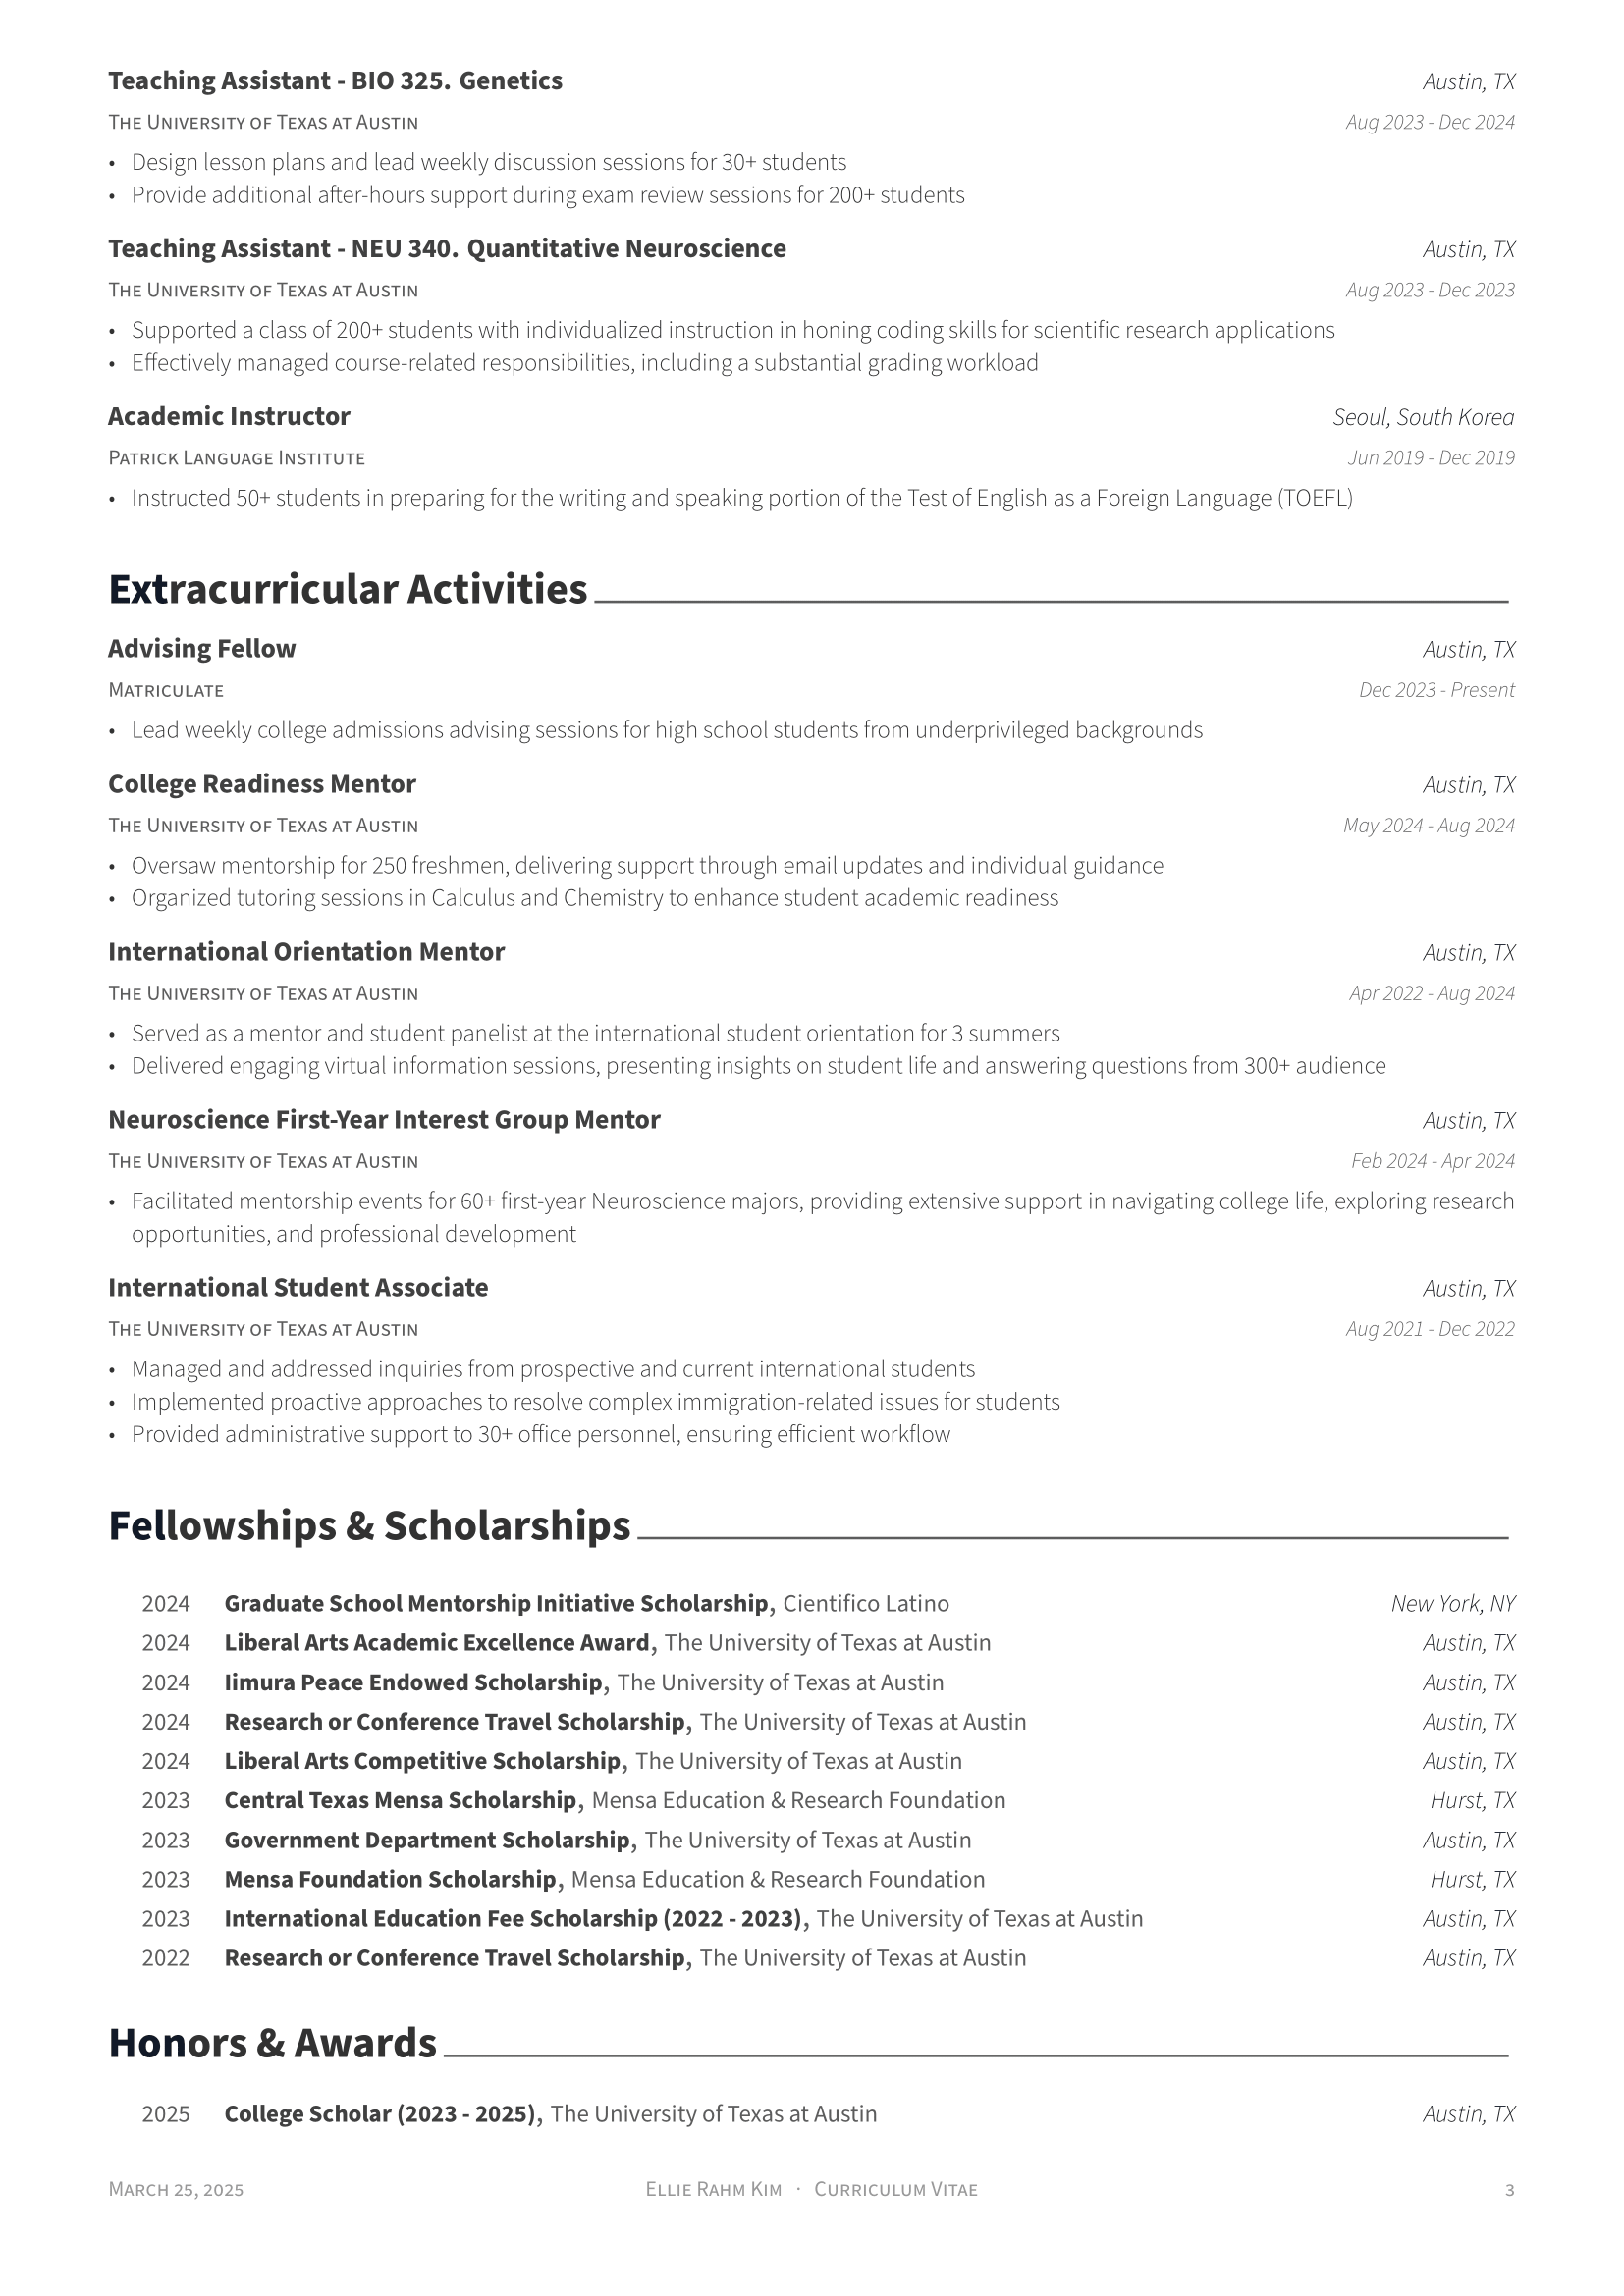 Teaching Assistant - BIO 325. Genetics Austin, TX
The University of Texas at Austin Aug 2023 - Dec 2024
• Design lesson plans and lead weekly discussion sessions for 30+ students
• Provide additional after-hours support during exam review sessions for 200+ students
Teaching Assistant - NEU 340. Quantitative Neuroscience Austin, TX
The University of Texas at Austin Aug 2023 - Dec 2023
• Supported a class of 200+ students with individualized instruction in honing coding skills for scientific research applications
• Effectively managed course-related responsibilities, including a substantial grading workload
Academic Instructor Seoul, South Korea
Patrick Language Institute Jun 2019 - Dec 2019
• Instructed 50+ students in preparing for the writing and speaking portion of the Test of English as a Foreign Language (TOEFL)
Extracurricular Activities
Advising Fellow Austin, TX
Matriculate Dec 2023 - Present
• Lead weekly college admissions advising sessions for high school students from underprivileged backgrounds
College Readiness Mentor Austin, TX
The University of Texas at Austin May 2024 - Aug 2024
• Oversaw mentorship for 250 freshmen, delivering support through email updates and individual guidance
• Organized tutoring sessions in Calculus and Chemistry to enhance student academic readiness
International Orientation Mentor Austin, TX
The University of Texas at Austin Apr 2022 - Aug 2024
• Served as a mentor and student panelist at the international student orientation for 3 summers
• Delivered engaging virtual information sessions, presenting insights on student life and answering questions from 300+ audience
Neuroscience First-Year Interest Group Mentor Austin, TX
The University of Texas at Austin Feb 2024 - Apr 2024
• Facilitated mentorship events for 60+ first-year Neuroscience majors, providing extensive support in navigating college life, exploring research
opportunities, and professional development
International Student Associate Austin, TX
The University of Texas at Austin Aug 2021 - Dec 2022
• Managed and addressed inquiries from prospective and current international students
• Implemented proactive approaches to resolve complex immigration-related issues for students
• Provided administrative support to 30+ office personnel, ensuring efficient workflow
Fellowships & Scholarships
2024 Graduate School Mentorship Initiative Scholarship, Cientifico Latino New York, NY
2024 Liberal Arts Academic Excellence Award, The University of Texas at Austin Austin, TX
2024 Iimura Peace Endowed Scholarship, The University of Texas at Austin Austin, TX
2024 Research or Conference Travel Scholarship, The University of Texas at Austin Austin, TX
2024 Liberal Arts Competitive Scholarship, The University of Texas at Austin Austin, TX
2023 Central Texas Mensa Scholarship, Mensa Education & Research Foundation Hurst, TX
2023 Government Department Scholarship, The University of Texas at Austin Austin, TX
2023 Mensa Foundation Scholarship, Mensa Education & Research Foundation Hurst, TX
2023 International Education Fee Scholarship (2022 - 2023), The University of Texas at Austin Austin, TX
2022 Research or Conference Travel Scholarship, The University of Texas at Austin Austin, TX
Honors & Awards
2025 College Scholar (2023 - 2025), The University of Texas at Austin Austin, TX
March 25, 2025 Ellie Rahm Kim · Curriculum Vitae 3